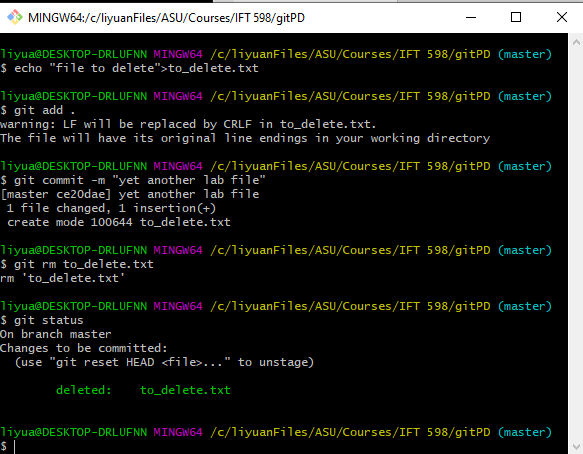 MINGW64:/c/liyuanFiles/ASU/Courses/IFT 598/gitPD
liyua@DESKTOP-DRLUFNN MINGW64 /c/liyuanFiles/ASU/Courses/IFT 598/gitPD (master)
$ echo "file to delete">to_delete.txt
liyua@DESKTOP-DRLUFNN MINGW64 /c/liyuanFiles/ASU/Courses/IFT 598/gitPD (master)
$ git add .
warning: LF will be replaced by CRLF in to_delete.txt.
The file will have its original line endings in your working directory
liyua@DESKTOP-DRLUFNN MINGW64 /c/liyuanFiles/ASU/Courses/IFT 598/gitPD (master)
$ git commit -m "yet another lab file"
[master ce20dae] yet another lab file
 1 file changed, 1 insertion(+)
 create mode 100644 to_delete.txt
liyua@DESKTOP-DRLUFNN MINGW64 /c/liyuanFiles/ASU/Courses/IFT 598/gitPD (master)
$ git rm to_delete.txt
rm 'to_delete.txt'
liyua@DESKTOP-DRLUFNN MINGW64 /c/liyuanFiles/ASU/Courses/IFT 598/gitPD (master)
$ git status
On branch master
Changes to be committed:
  (use "git reset HEAD <file>..." to unstage)
        deleted:    to_delete.txt
liyua@DESKTOP-DRLUFNN MINGW64 /c/liyuanFiles/ASU/Courses/IFT 598/gitPD (master)
$